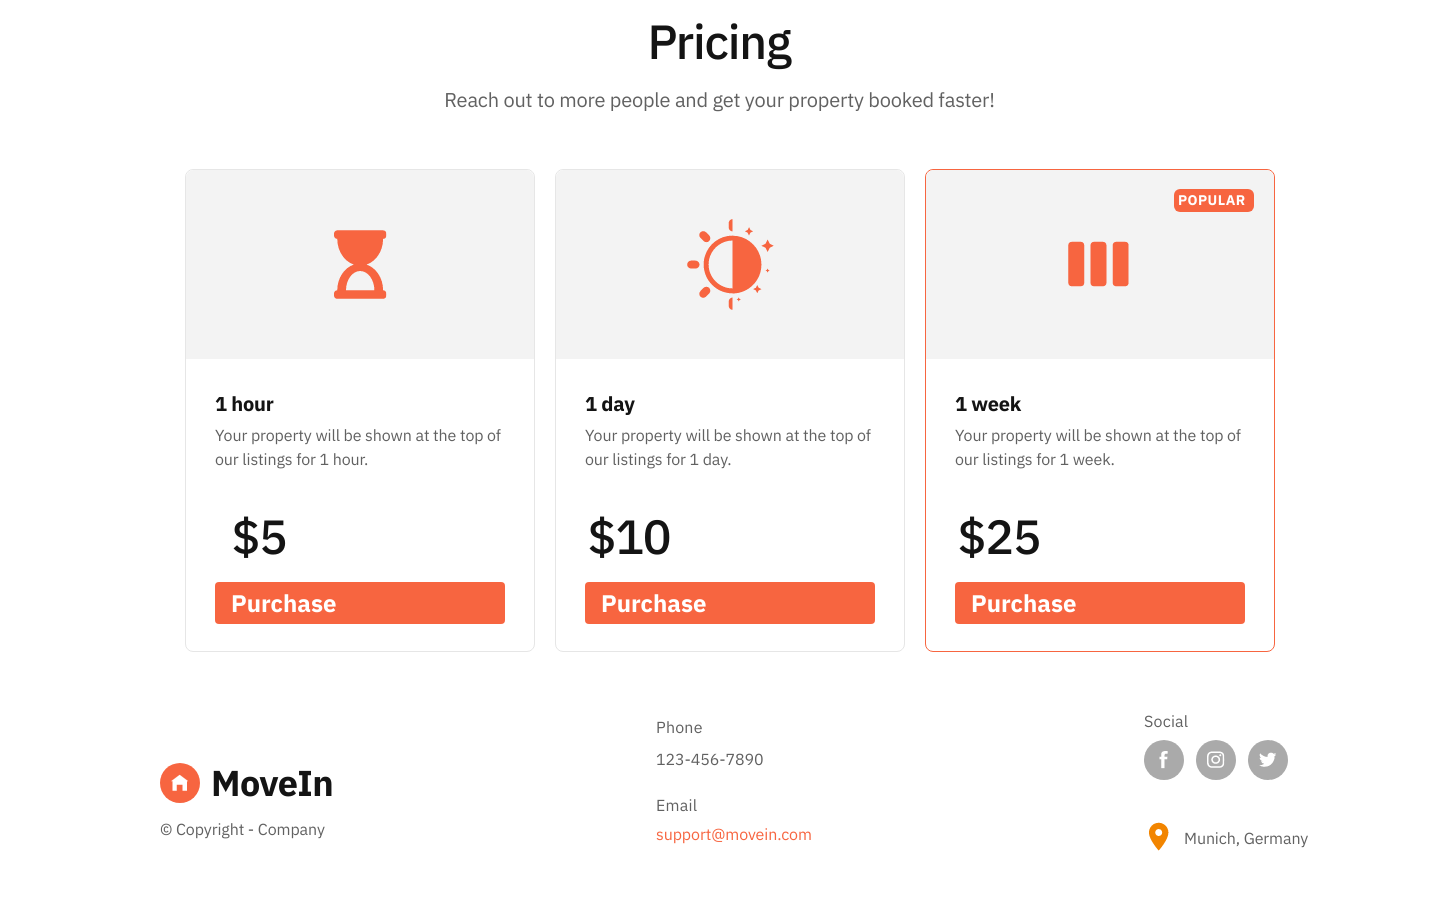 Pricing
Reach out to more people and get your property booked faster!
1 hour
Your property will be shown at the top of
our listings for 1 hour.
$5
Purchase
1 day
Your property will be shown at the top of
our listings for 1 day.
$10
Purchase
POPULAR
1 week
Your property will be shown at the top of
our listings for 1 week.
$25
Purchase
MoveIn
© Copyright - Company
Phone
123-456-7890
Email
support@movein.com
Social
Munich, Germany